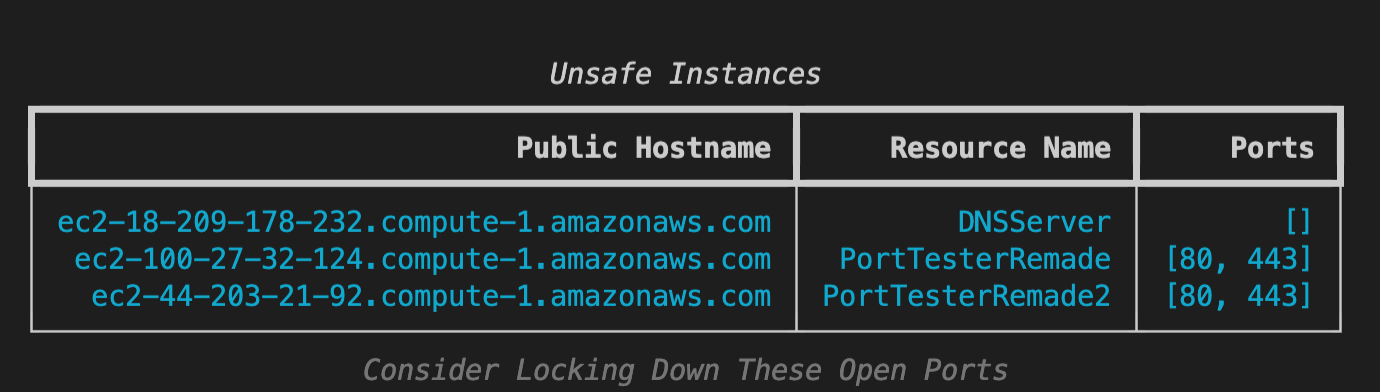 Unsafe Instances
Public Hostname Resource Name Ports
ec2-18-209-178-232.compute-1.amazonaws.com DNSServer []
ec2-100-27-32-124.compute-1.amazonaws.com PortTesterRemade [80, 443]
ec2-44-203-21-92.compute-1.amazonaws.com PortTesterRemade2 [80, 443]
Consider Locking Down These Open Ports